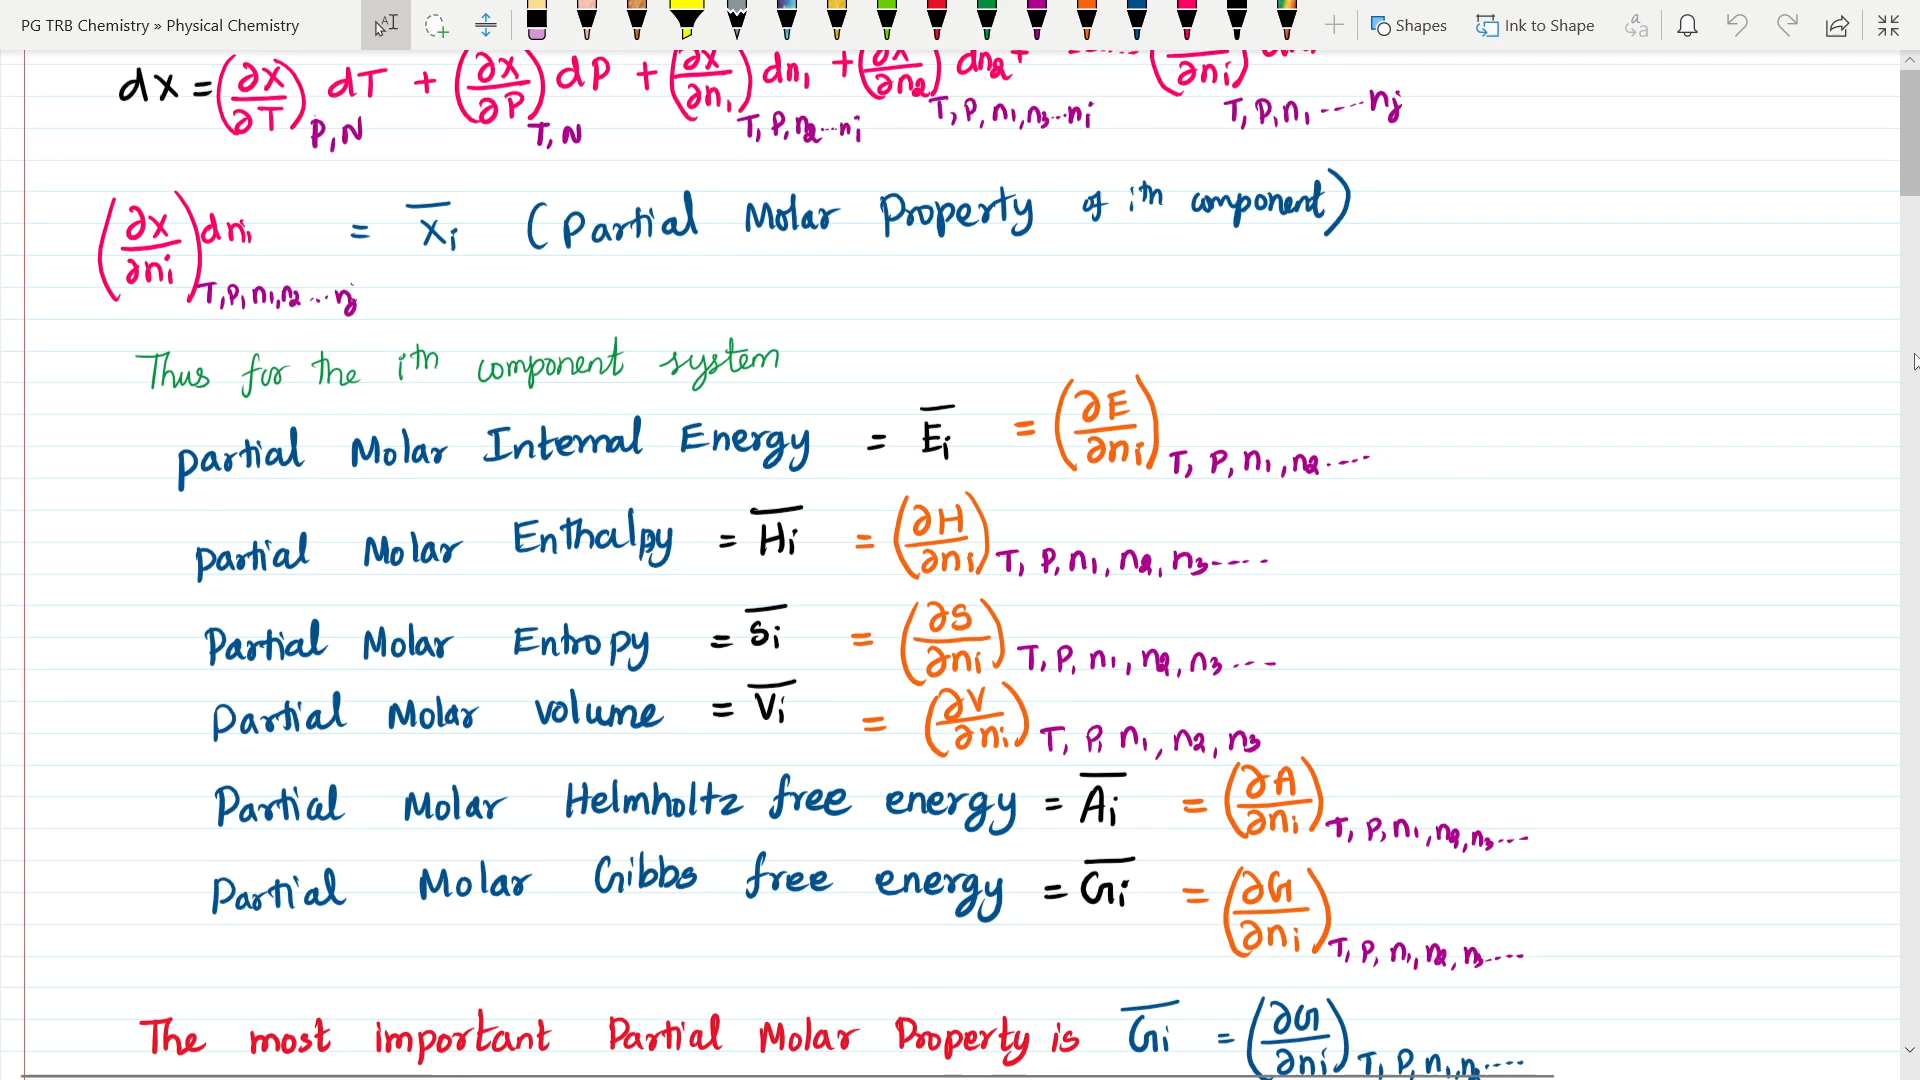 PG TRB Chemistry » Physical Chemistry Shapes Ink to Shape
dx = (∂x/∂T)P,N dT + (∂x/∂P)T,N dP + (∂x/∂n1)T,P,n2...ni dn1 + (∂x/∂n2)T,P,n1,n3...ni dn2 + (∂ni)T,P,n1.....nj
(∂x/∂ni)T,P,n1,n2...nj dni = x̅i (Partial Molar Property of ith component)
Thus for the ith component system
partial Molar Internal Energy = E̅i = (∂E/∂ni)T, P, n1, n2.....
partial Molar Enthalpy = H̅i = (∂H/∂ni)T, P, n1, n2, n3.....
Partial Molar Entropy = S̅i = (∂S/∂ni)T, P, n1, n2, n3....
Partial Molar volume = V̅i = (∂V/∂ni)T, P, n1, n2, n3
Partial Molar Helmholtz free energy = A̅i = (∂A/∂ni)T, P, n1, n2, n3....
Partial Molar Gibbs free energy = G̅i = (∂G/∂ni)T, P, n1, n2, n3.....
The most important Partial Molar Property is G̅i = (∂G/∂ni)T, P, n1, n2.....